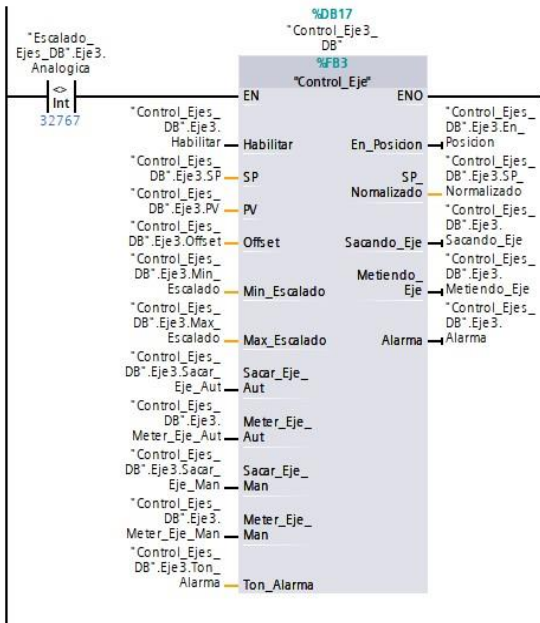 %DB17
"Control_Eje3_
DB"
%FB3
"Control_Eje"
"Escalado_
Ejes_DB".Eje3.
Analogica
<>
Int
32767
EN
ENO
"Control_Ejes_
DB".Eje3.
Habilitar
Habilitar
"Control_Ejes_
DB".Eje3.SP
SP
"Control_Ejes_
DB".Eje3.PV
PV
"Control_Ejes_
DB".Eje3.Offset
Offset
"Control_Ejes_
DB".Eje3.Min_
Escalado
Min_Escalado
"Control_Ejes_
DB".Eje3.Max_
Escalado
Max_Escalado
"Control_Ejes_
DB".Eje3.Sacar_
Eje_Aut
Sacar_Eje_
Aut
"Control_Ejes_
DB".Eje3.
Meter_Eje_Aut
Meter_Eje_
Aut
"Control_Ejes_
DB".Eje3.Sacar_
Eje_Man
Sacar_Eje_
Man
"Control_Ejes_
DB".Eje3.
Meter_Eje_Man
Meter_Eje_
Man
"Control_Ejes_
DB".Eje3.Ton_
Alarma
Ton_Alarma
En_Posicion
"Control_Ejes_
DB".Eje3.En_
Posicion
SP_
Nomalizado
"Control_Ejes_
DB".Eje3.SP_
Nomalizado
Sacando_Eje
"Control_Ejes_
DB".Eje3.
Sacando_Eje
Metiendo_
Eje
"Control_Ejes_
DB".Eje3.
Metiendo_Eje
Alarma
"Control_Ejes_
DB".Eje3.
Alarma